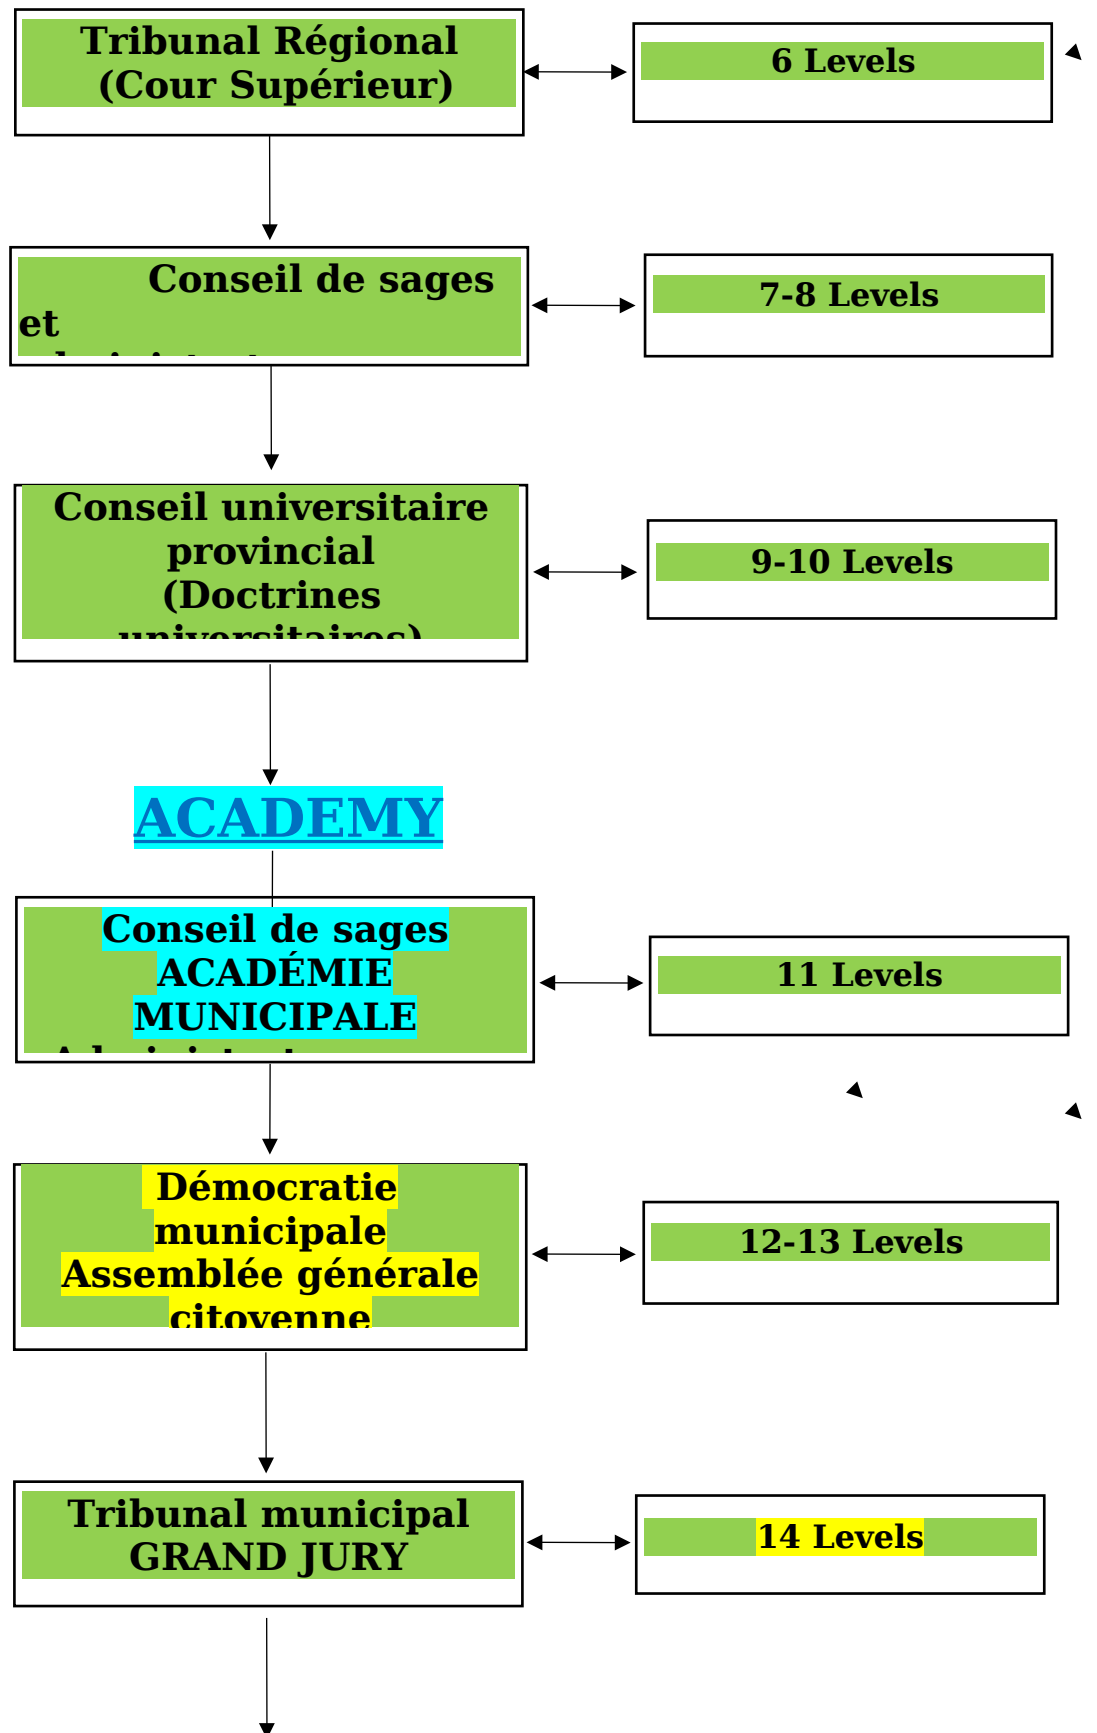 Tribunal Régional
(Cour Supérieur)
6 Levels
Conseil de sages
et
7-8 Levels
Conseil universitaire
provincial
(Doctrines
universitaires)
9-10 Levels
ACADEMY
Conseil de sages
ACADÉMIE
MUNICIPALE
11 Levels
Démocratie
municipale
Assemblée générale
citoyenne
12-13 Levels
Tribunal municipal
GRAND JURY
14 Levels